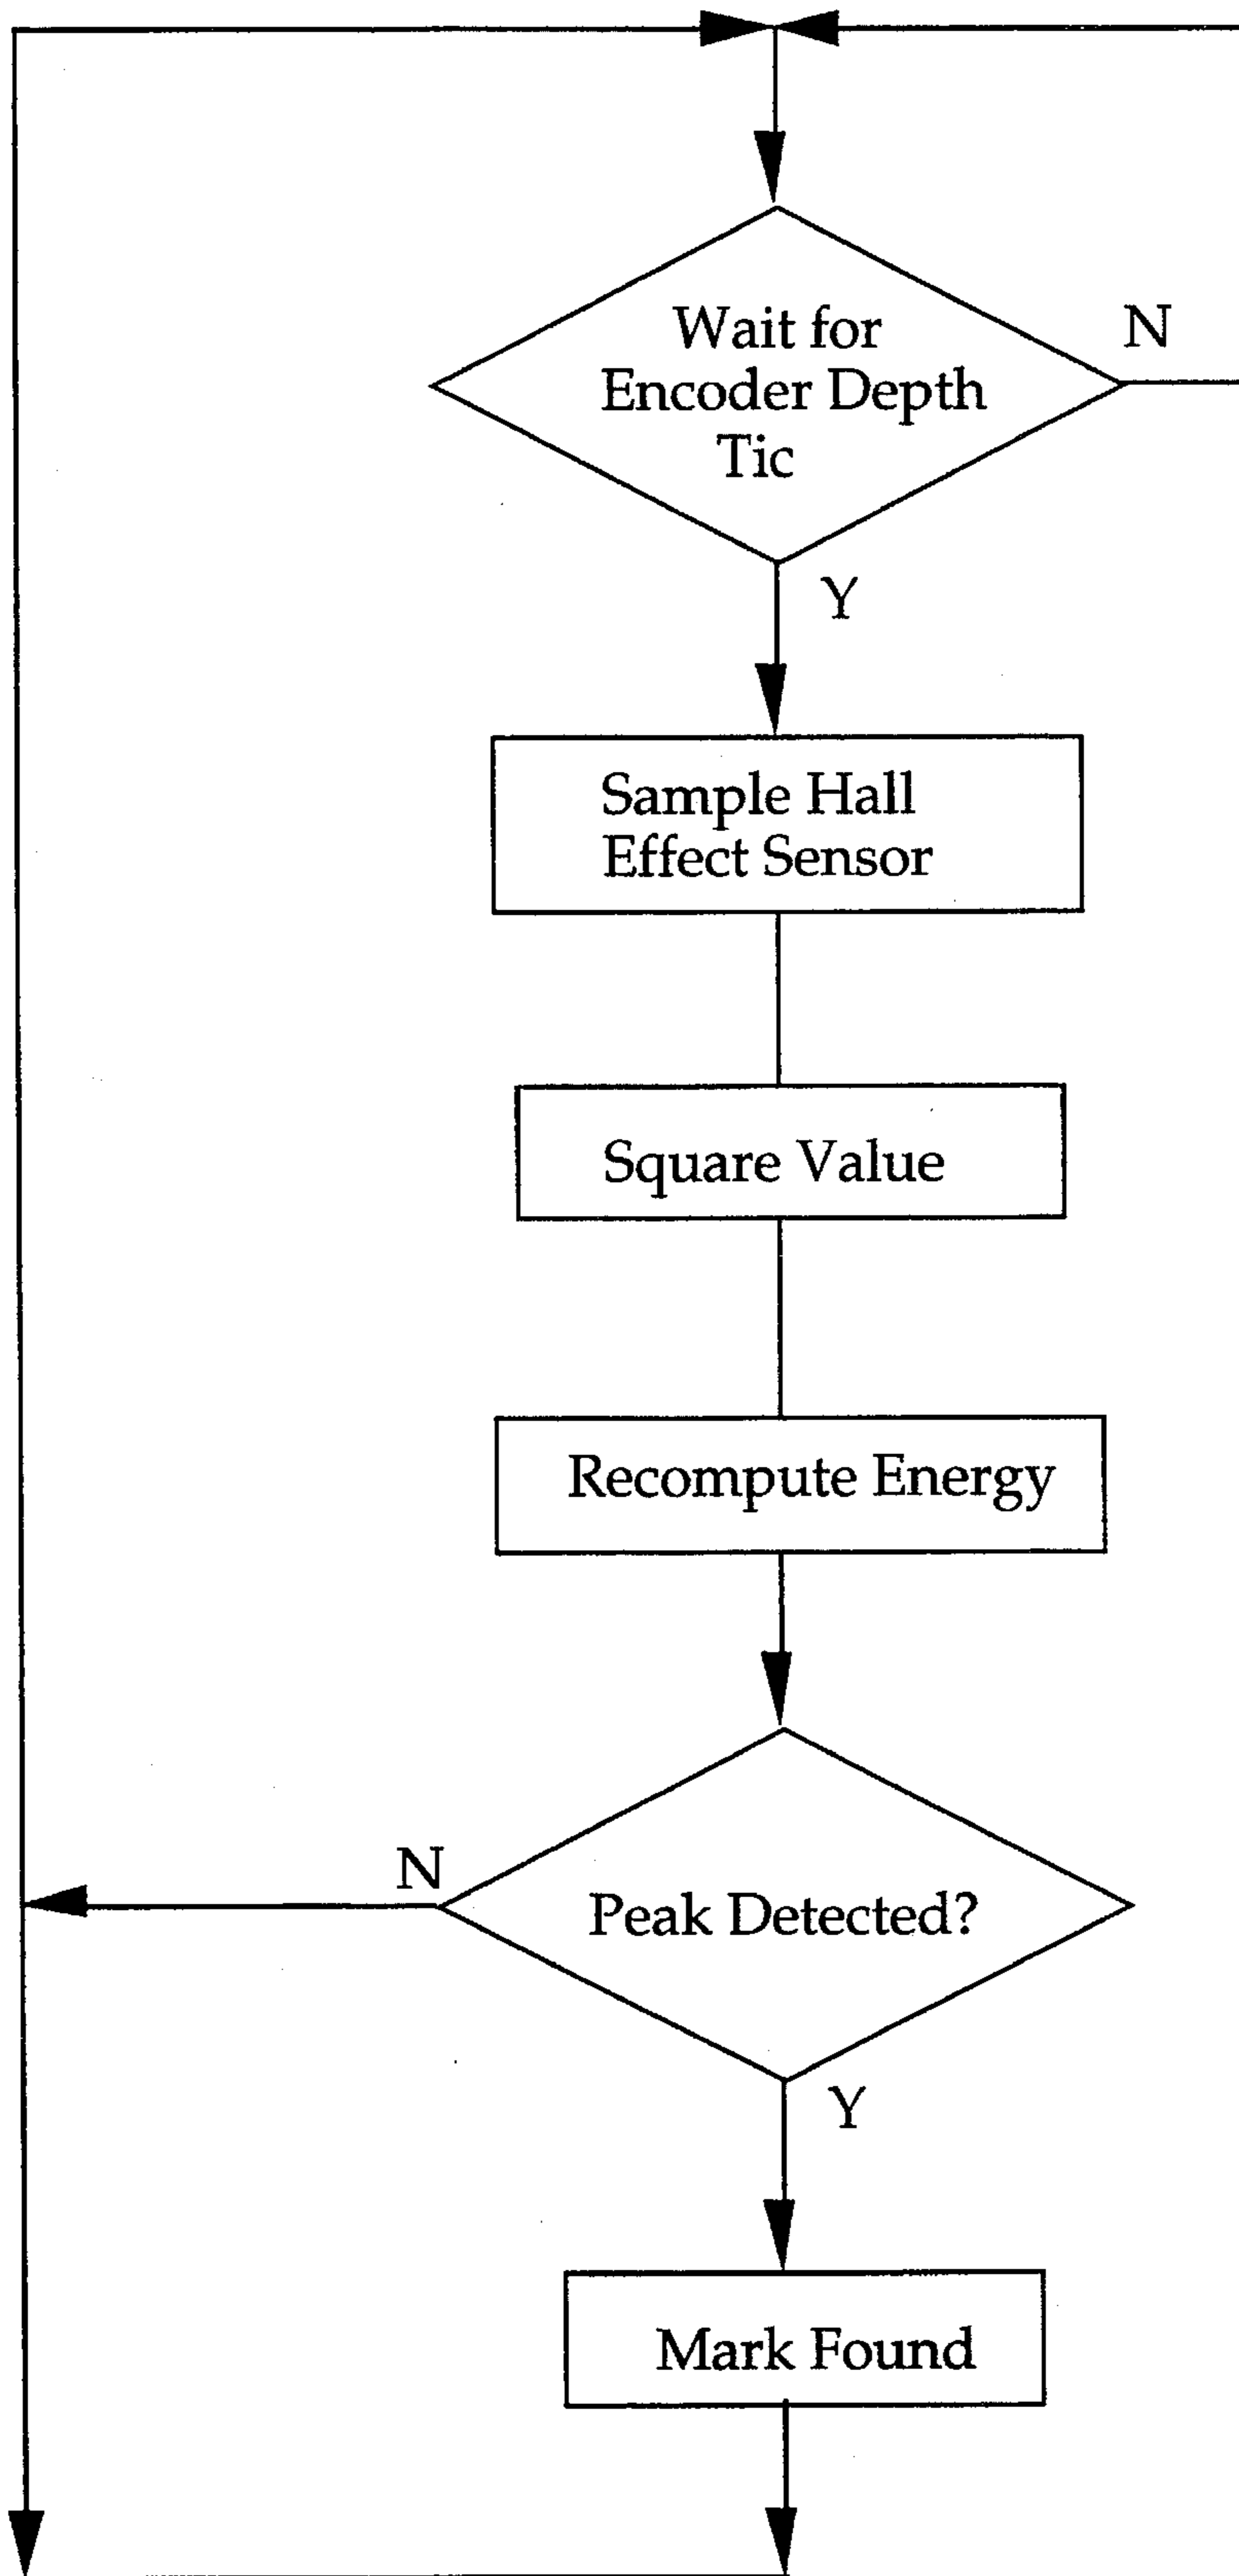 Wait for
Encoder Depth
Tic
N
Y
Sample Hall
Effect Sensor
Square Value
Recompute Energy
N
Peak Detected?
Y
Mark Found